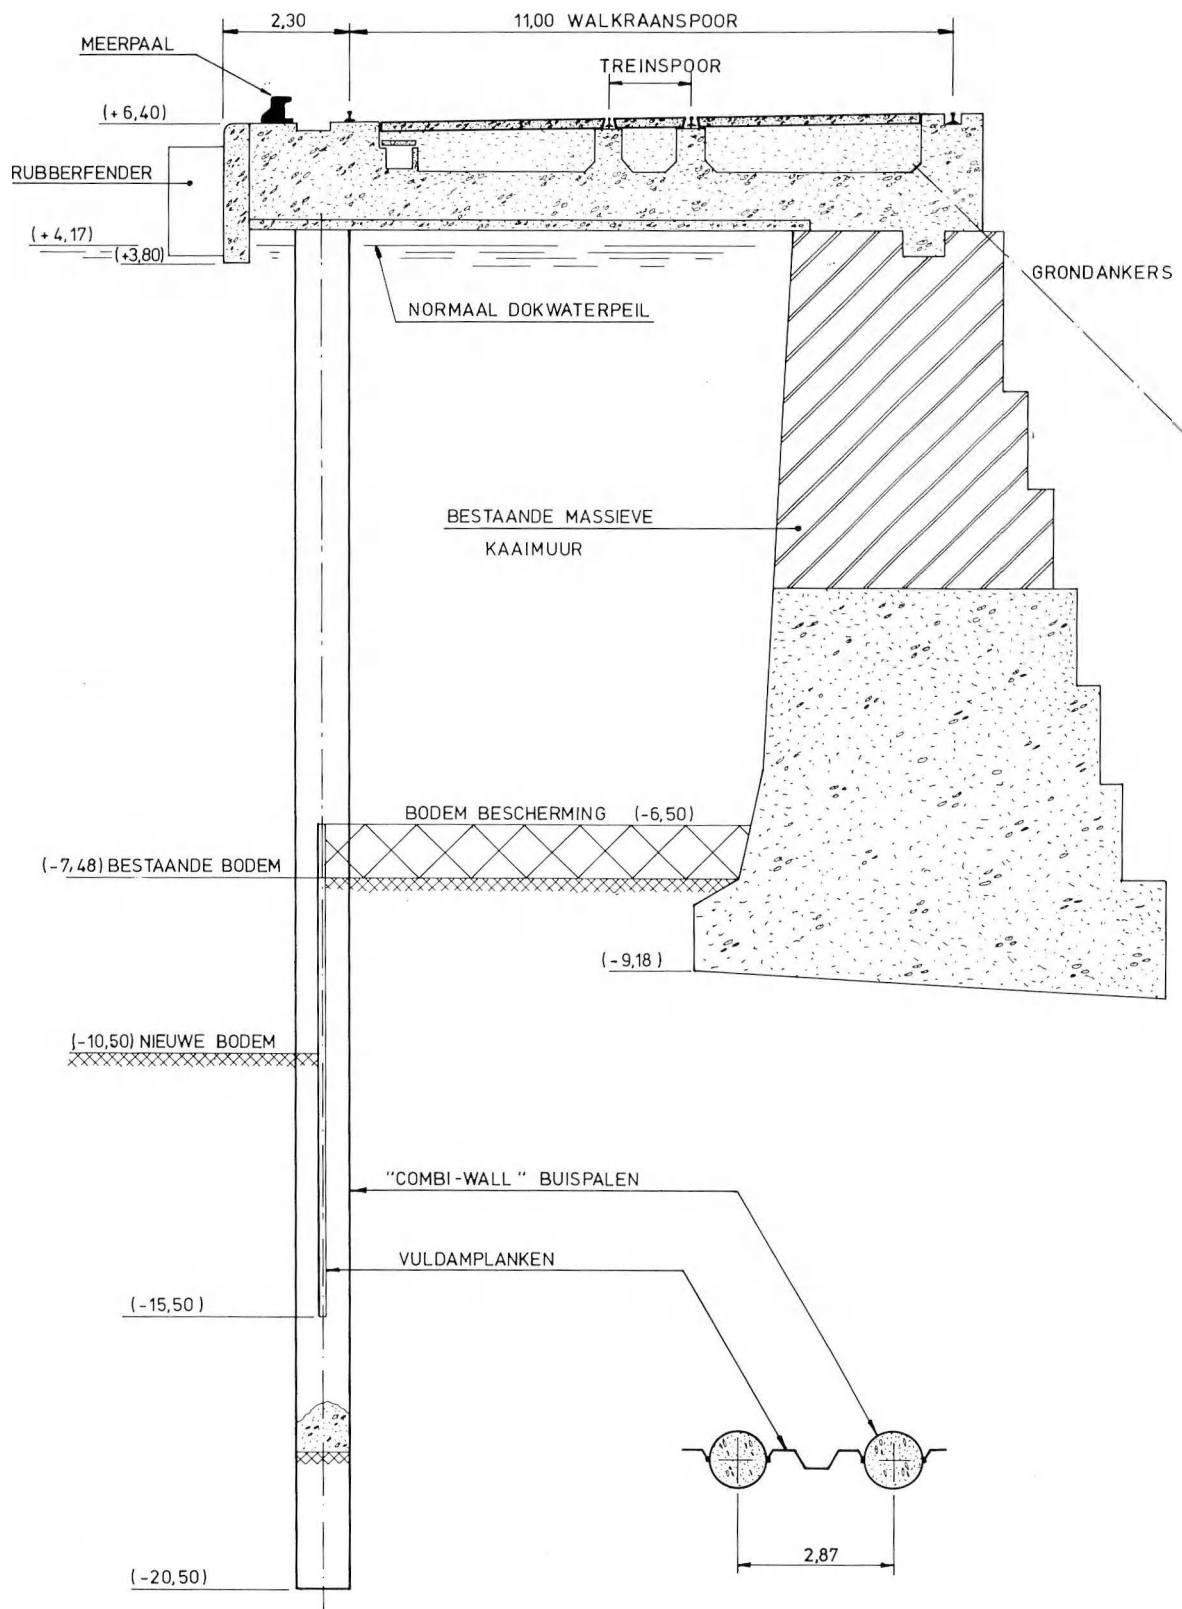 2,30
11,00 WALKRAANSPOOR
MEERPAAL
TREINSPOOR
(+6,40)
RUBBERFENDER
(+4,17)
(+3,80)
GRONDANKERS
NORMAAL DOKWATERPEIL
BESTAANDE MASSIEVE
KAAIMUUR
BODEM BESCHERMING (-6,50)
(-7,48) BESTAANDE BODEM
(-9,18)
(-10,50) NIEUWE BODEM
"COMBI-WALL" BUISPALEN
VULDAMPLANKEN
(-15,50)
2,87
(-20,50)